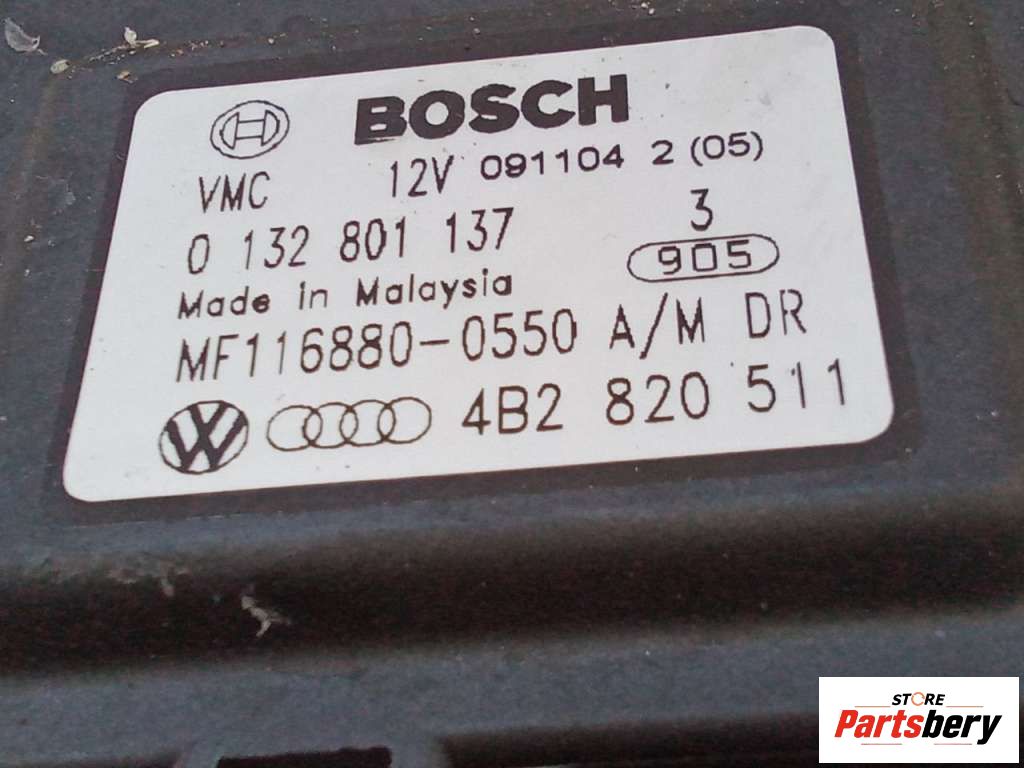 BOSCH
VMC 12V 091104 2 (05)
0 132 801 137 3
Made in Malaysia 905
MF116880-0550 A/M DR
VW 4B2 820 511
STORE
Partsbery